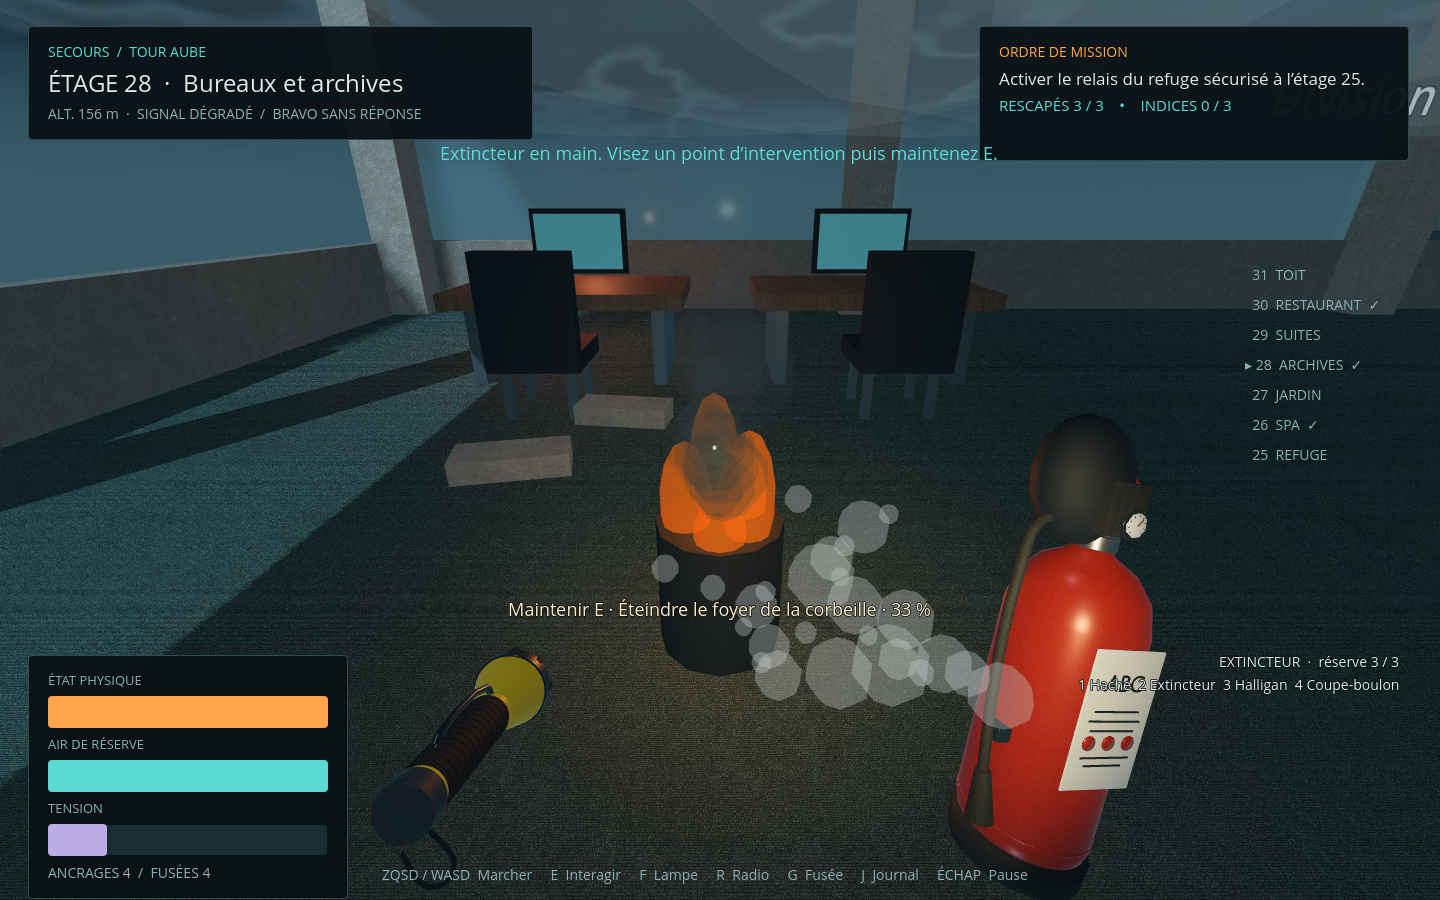 SECOURS / TOUR AUBE
ÉTAGE 28 · Bureaux et archives
ALT. 156 m · SIGNAL DÉGRADÉ / BRAVO SANS RÉPONSE
ORDRE DE MISSION
Activer le relais du refuge sécurisé à l’étage 25.
RESCAPÉS 3 / 3 • INDICES 0 / 3
Division
Extincteur en main. Visez un point d’intervention puis maintenez E.
31 TOIT
30 RESTAURANT ✓
29 SUITES
▸ 28 ARCHIVES ✓
27 JARDIN
26 SPA ✓
25 REFUGE
Maintenir E · Éteindre le foyer de la corbeille · 33 %
EXTINCTEUR · réserve 3 / 3
1 Hache 2 Extincteur 3 Halligan 4 Coupe-boulon
ABC
ÉTAT PHYSIQUE
AIR DE RÉSERVE
TENSION
ANCRAGES 4 / FUSÉES 4
ZQSD / WASD Marcher E Interagir F Lampe R Radio G Fusée J Journal ÉCHAP Pause